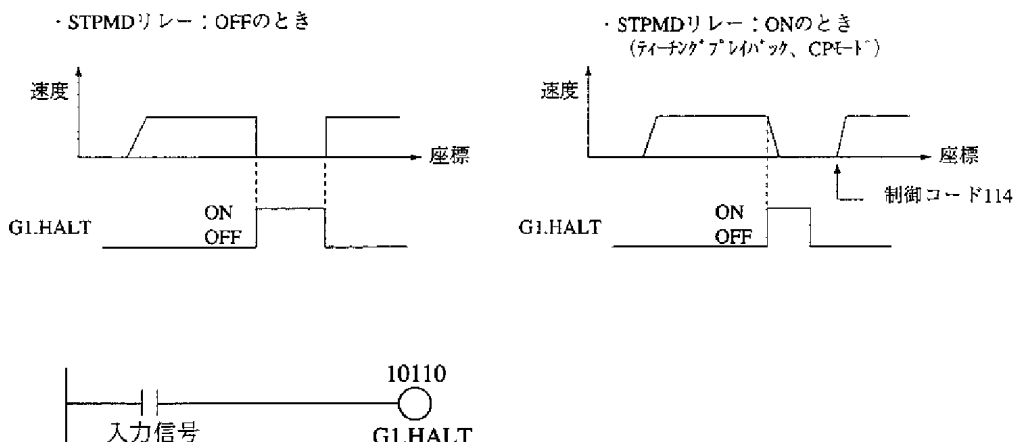 ・STPMDリレー：OFFのとき
速度
座標
ON
OFF
G1.HALT
・STPMDリレー：ONのとき
(ﾃｨｰﾁﾝｸﾞﾌﾟﾚｲﾊﾞｯｸ、CPﾓｰﾄﾞ)
速度
座標
制御コード114
ON
OFF
G1.HALT
10110
入力信号
G1.HALT